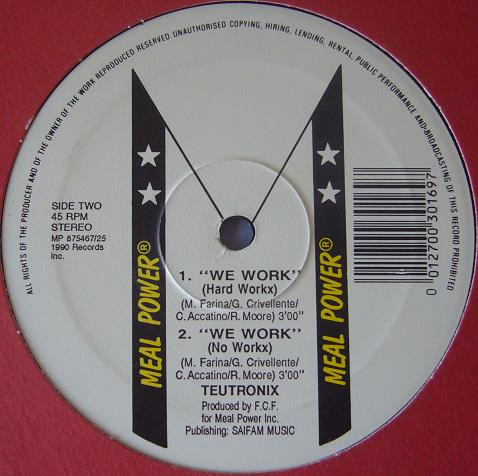 ALL RIGHTS OF THE PRODUCER AND OF THE OWNER OF THE WORK REPRODUCED RESERVED. UNAUTHORISED COPYING, HIRING, LENDING, RENTAL, PUBLIC PERFORMANCE AND BROADCASTING OF THIS RECORD PROHIBITED
SIDE TWO
45 RPM
STEREO
MP 875467/25
1990 Records
Inc.
MEAL POWER®
MEAL POWER®
0 012700 301697
1. "WE WORK"
(Hard Workx)
(M. Farina/G. Crivellente/
C. Accatino/R. Moore) 3'00"
2. "WE WORK"
(No Workx)
(M. Farina/G. Crivellente/
C. Accatino/R. Moore) 3'00"
TEUTRONIX
Produced by F.C.F.
for Meal Power Inc.
Publishing: SAIFAM MUSIC